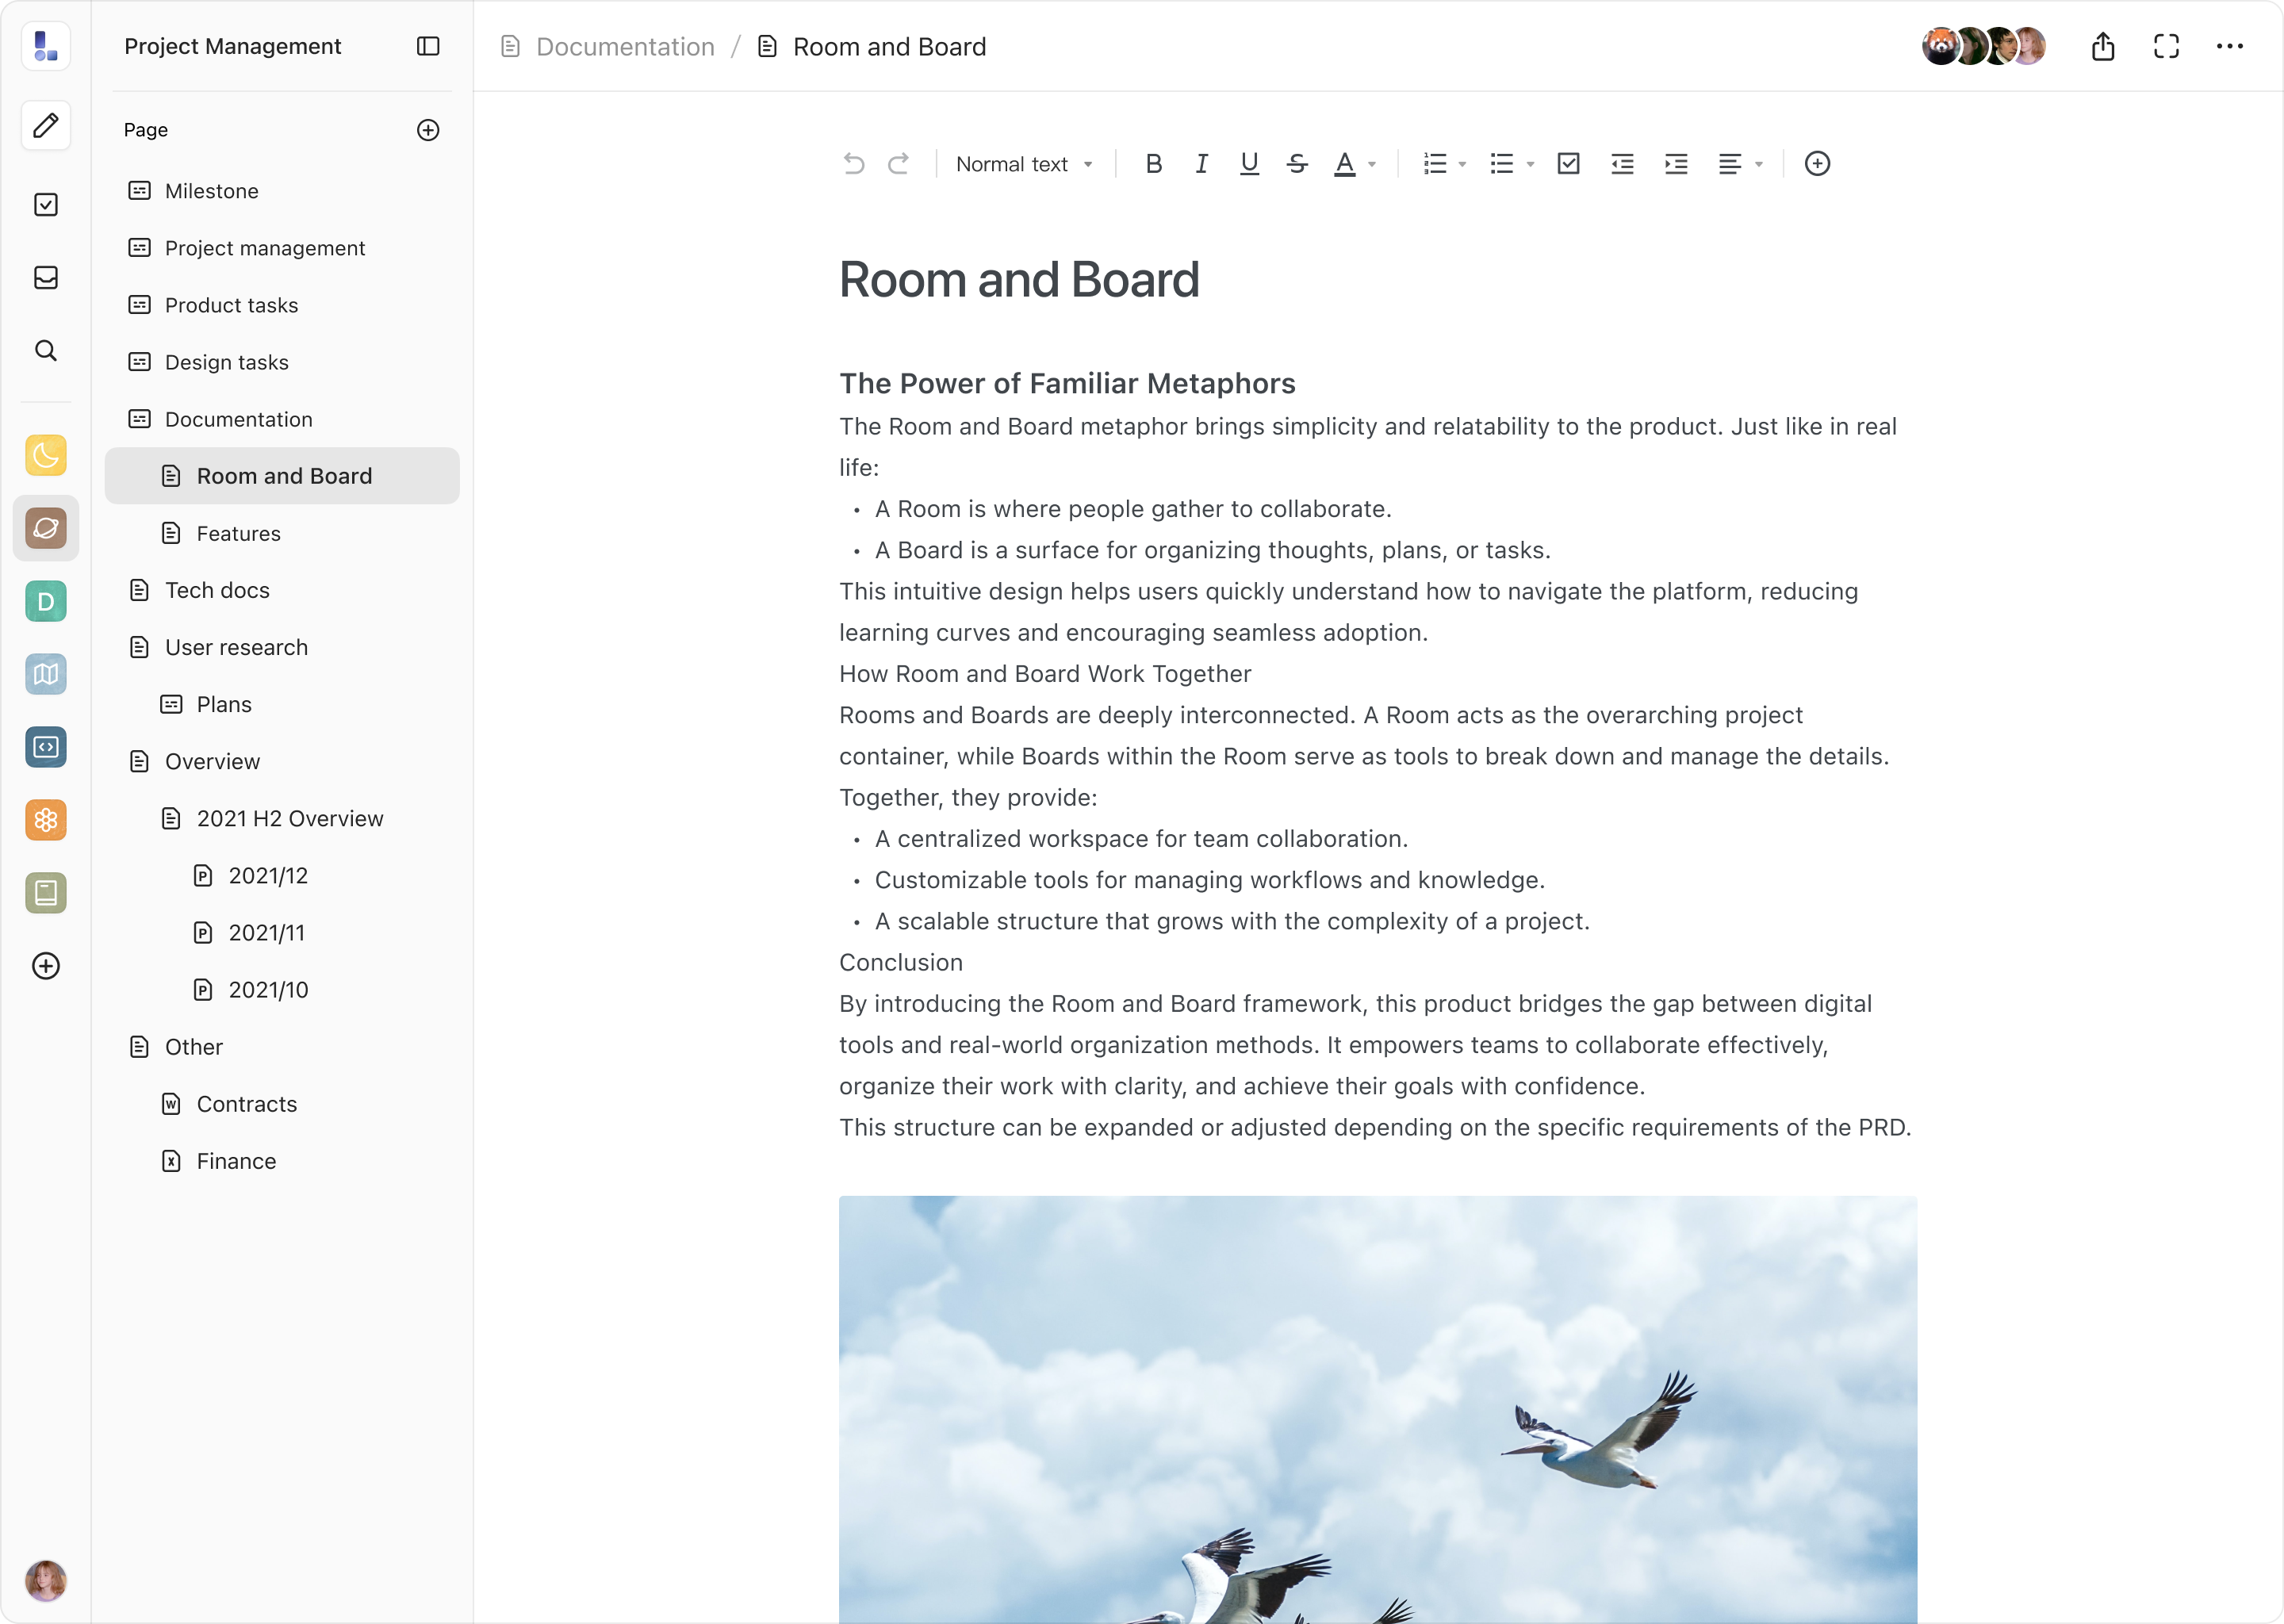 Project Management
Page
Milestone
Project management
Product tasks
Design tasks
Documentation
Room and Board
Features
Tech docs
User research
Plans
Overview
2021 H2 Overview
2021/12
2021/11
2021/10
Other
Contracts
Finance
D
Documentation / Room and Board
Normal text B I U S A
Room and Board
The Power of Familiar Metaphors
The Room and Board metaphor brings simplicity and relatability to the product. Just like in real
life:
• A Room is where people gather to collaborate.
• A Board is a surface for organizing thoughts, plans, or tasks.
This intuitive design helps users quickly understand how to navigate the platform, reducing
learning curves and encouraging seamless adoption.
How Room and Board Work Together
Rooms and Boards are deeply interconnected. A Room acts as the overarching project
container, while Boards within the Room serve as tools to break down and manage the details.
Together, they provide:
• A centralized workspace for team collaboration.
• Customizable tools for managing workflows and knowledge.
• A scalable structure that grows with the complexity of a project.
Conclusion
By introducing the Room and Board framework, this product bridges the gap between digital
tools and real-world organization methods. It empowers teams to collaborate effectively,
organize their work with clarity, and achieve their goals with confidence.
This structure can be expanded or adjusted depending on the specific requirements of the PRD.